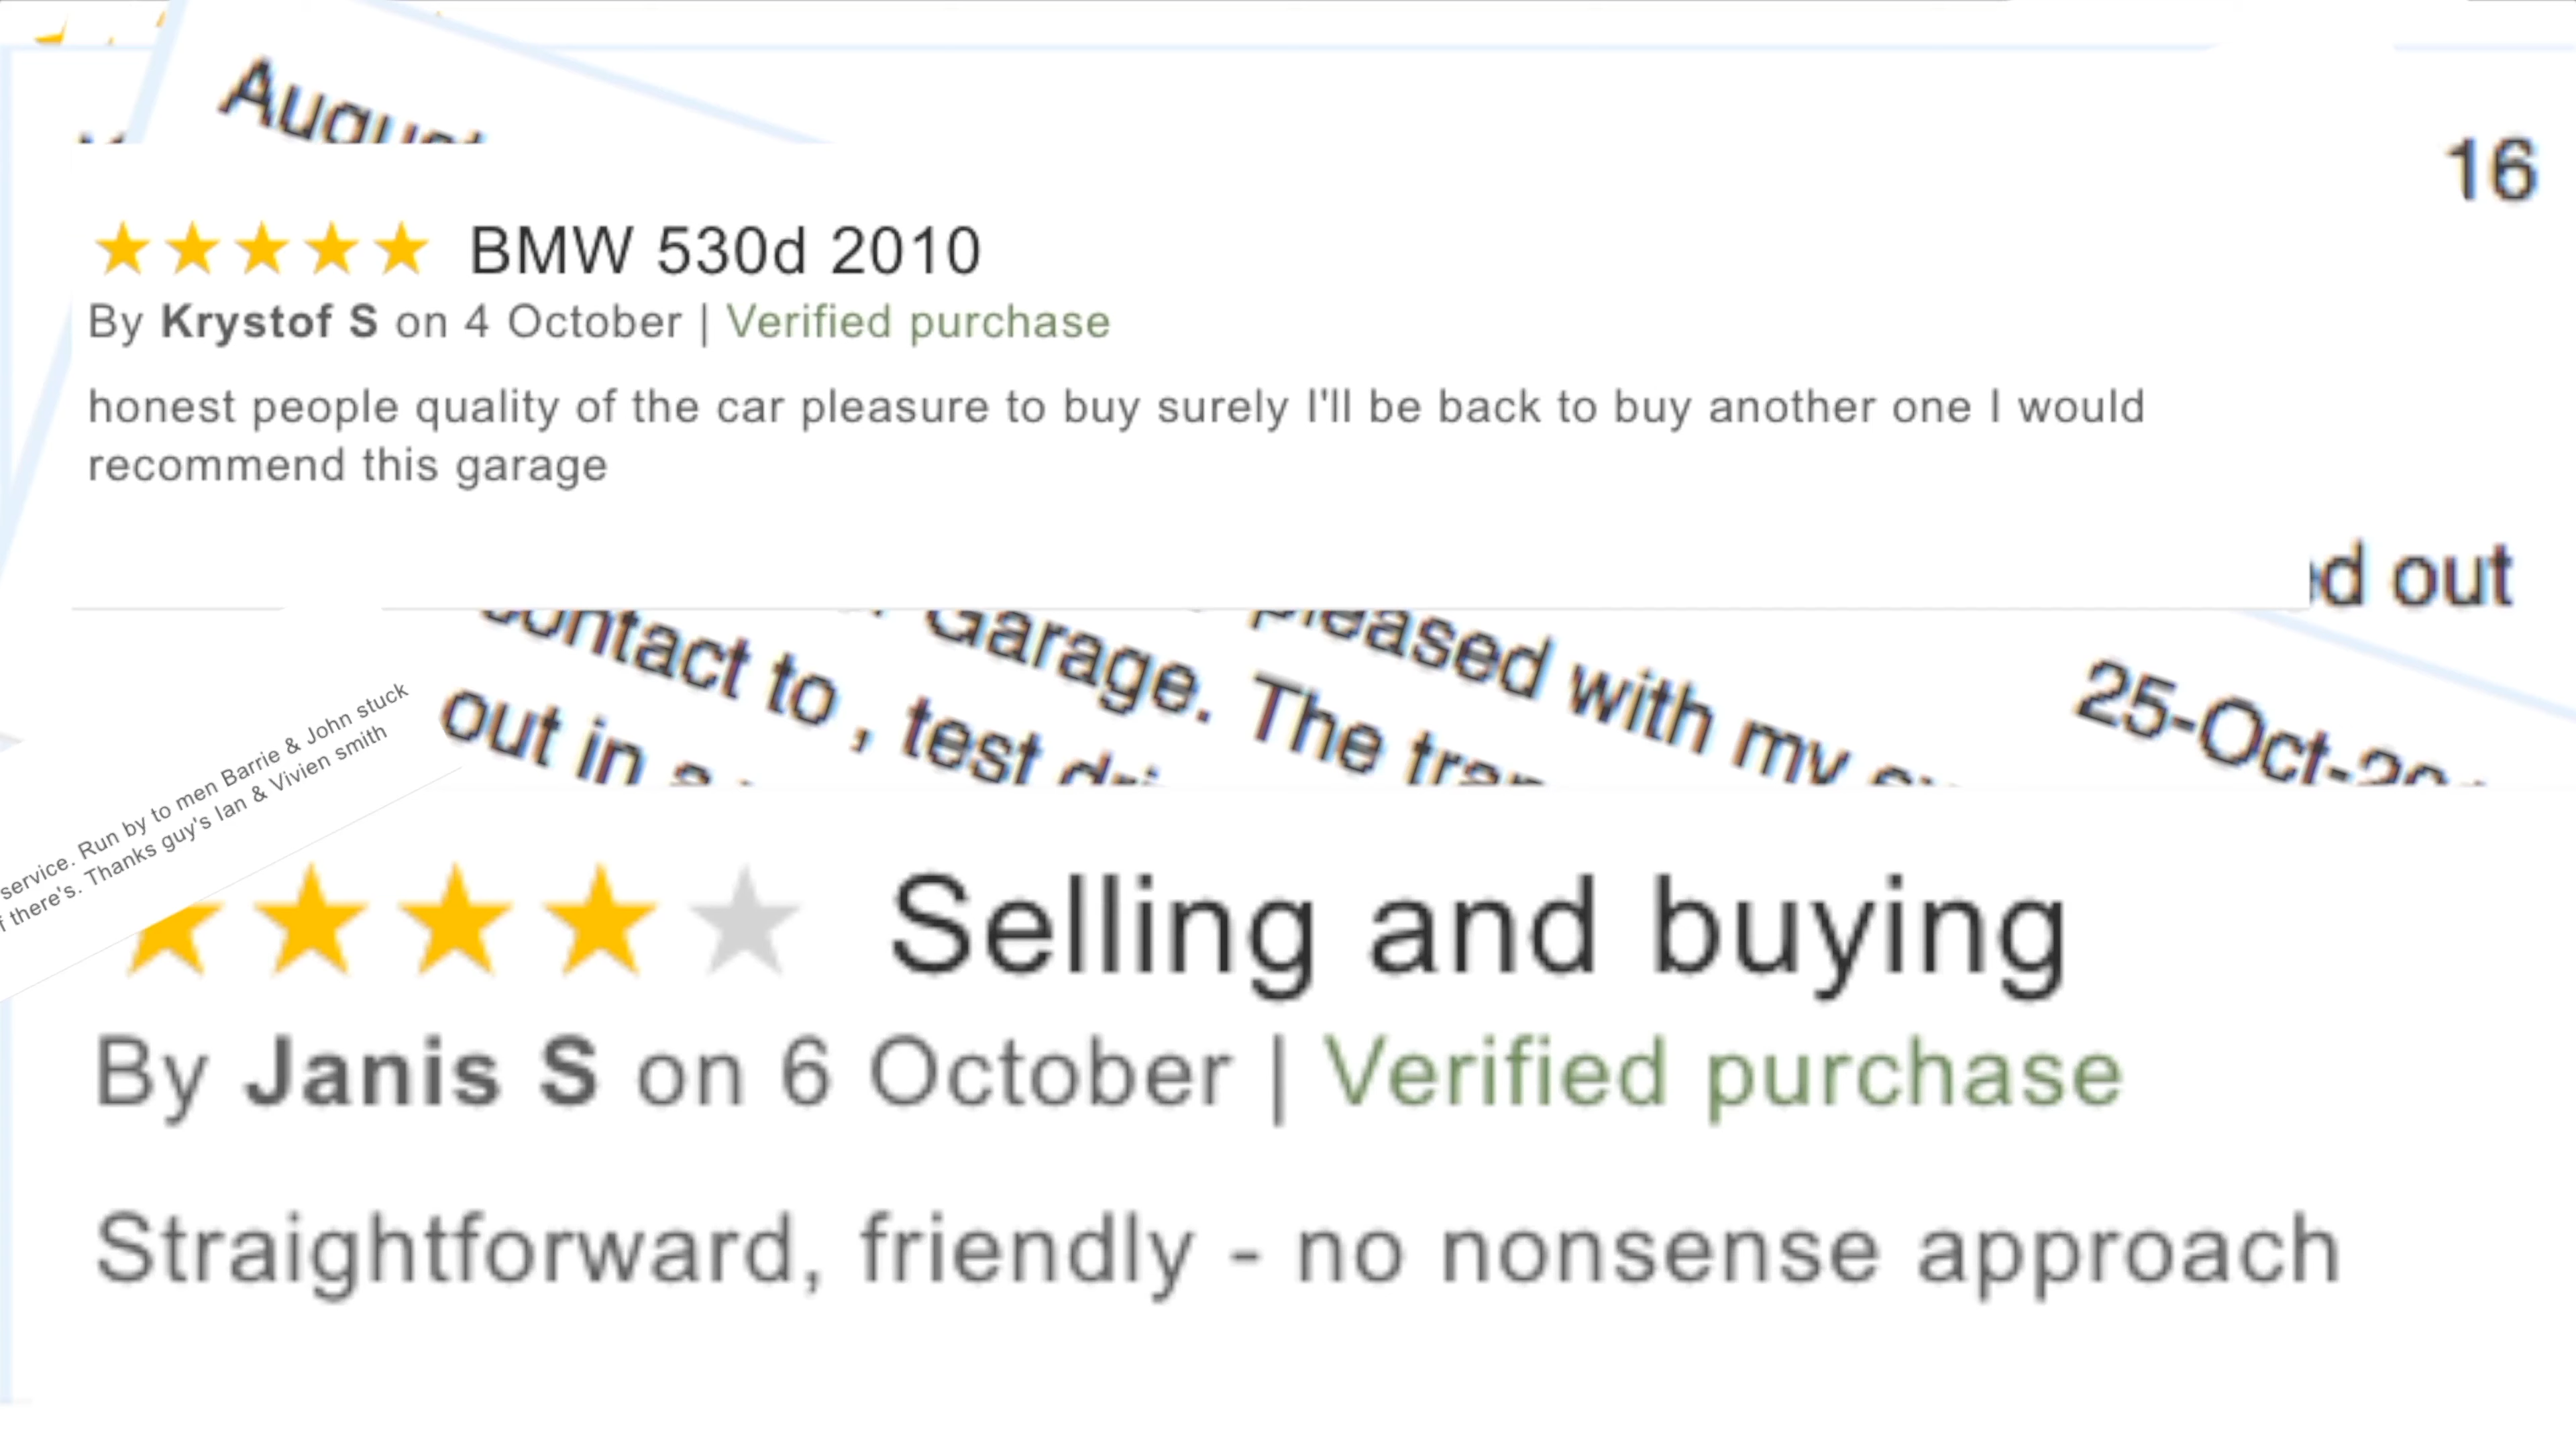 16
BMW 530d 2010
By Krystof S on 4 October | Verified purchase
honest people quality of the car pleasure to buy surely I'll be back to buy another one I would
recommend this garage
out
pleased with my
Garage. The
to , test
out in
25-Oct-
service. Run by to men Barrie & John stuck
there's. Thanks guy's Ian & Vivien smith
Selling and buying
By Janis S on 6 October | Verified purchase
Straightforward, friendly - no nonsense approach